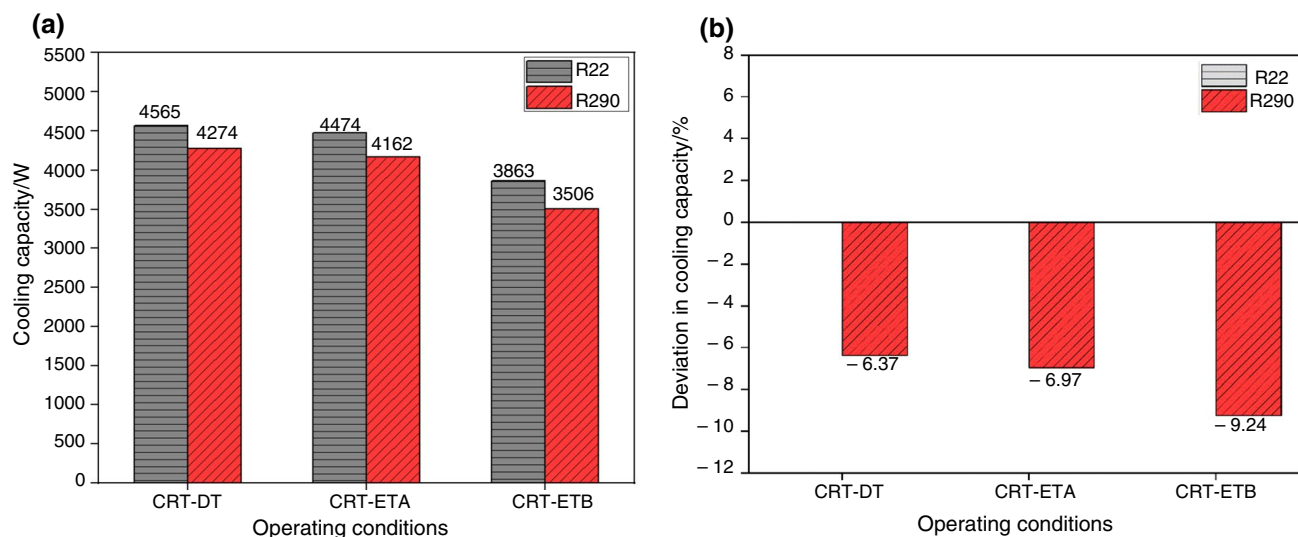 (a)
Cooling capacity/W
5500
5000
4500
4000
3500
3000
2500
2000
1500
1000
500
0
R22
R290
4565
4274
4474
4162
3863
3506
CRT-DT
CRT-ETA
CRT-ETB
Operating conditions
(b)
Deviation in cooling capacity/%
8
6
4
2
0
– 2
– 4
– 6
– 8
– 10
– 12
R22
R290
– 6.37
– 6.97
– 9.24
CRT-DT
CRT-ETA
CRT-ETB
Operating conditions